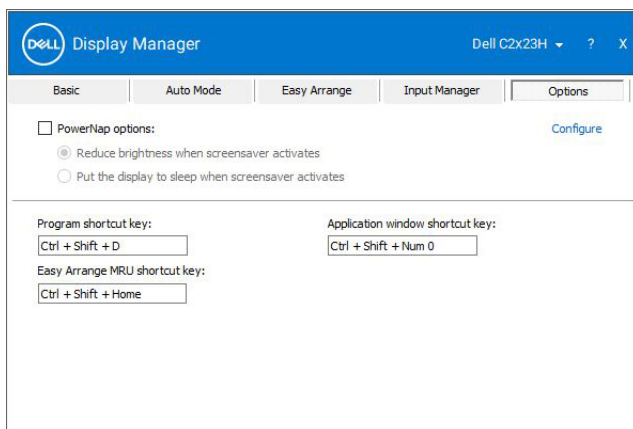 DELL Display Manager Dell C2x23H ? X
Basic Auto Mode Easy Arrange Input Manager Options
PowerNap options: Configure
Reduce brightness when screensaver activates
Put the display to sleep when screensaver activates
Program shortcut key: Application window shortcut key:
Ctrl + Shift + D Ctrl + Shift + Num 0
Easy Arrange MRU shortcut key:
Ctrl + Shift + Home